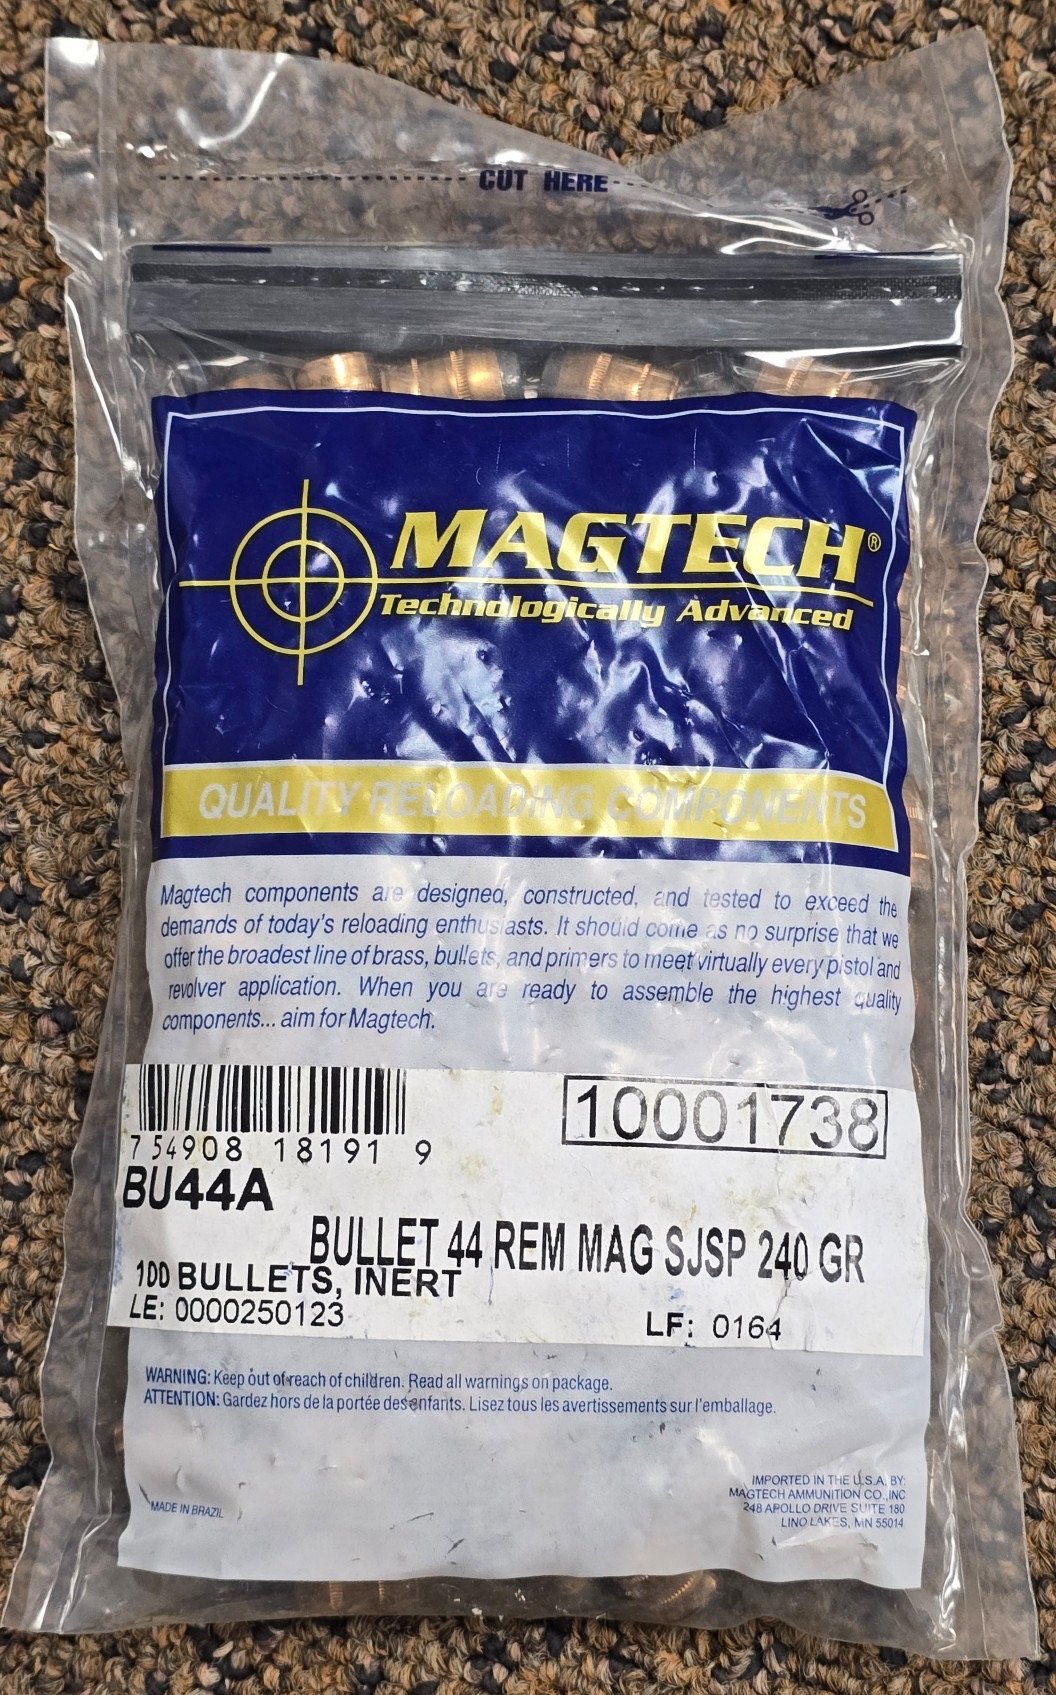 CUT HERE
MAGTECH®
Technologically Advanced
QUALITY RELOADING COMPONENTS
Magtech components are designed, constructed, and tested to exceed the
demands of today's reloading enthusiasts. It should come as no surprise that we
offer the broadest line of brass, bullets, and primers to meet virtually every pistol and
revolver application. When you are ready to assemble the highest quality
components... aim for Magtech.
10001738
7 54908 18191 9
BU44A
BULLET 44 REM MAG SJSP 240 GR
100 BULLETS, INERT
LE: 0000250123 LF: 0164
WARNING: Keep out of reach of children. Read all warnings on package.
ATTENTION: Gardez hors de la portée des enfants. Lisez tous les avertissements sur l'emballage.
MADE IN BRAZIL
IMPORTED IN THE U.S.A. BY:
MAGTECH AMMUNITION CO.,INC
248 APOLLO DRIVE SUITE 180
LINO LAKES, MN 55014